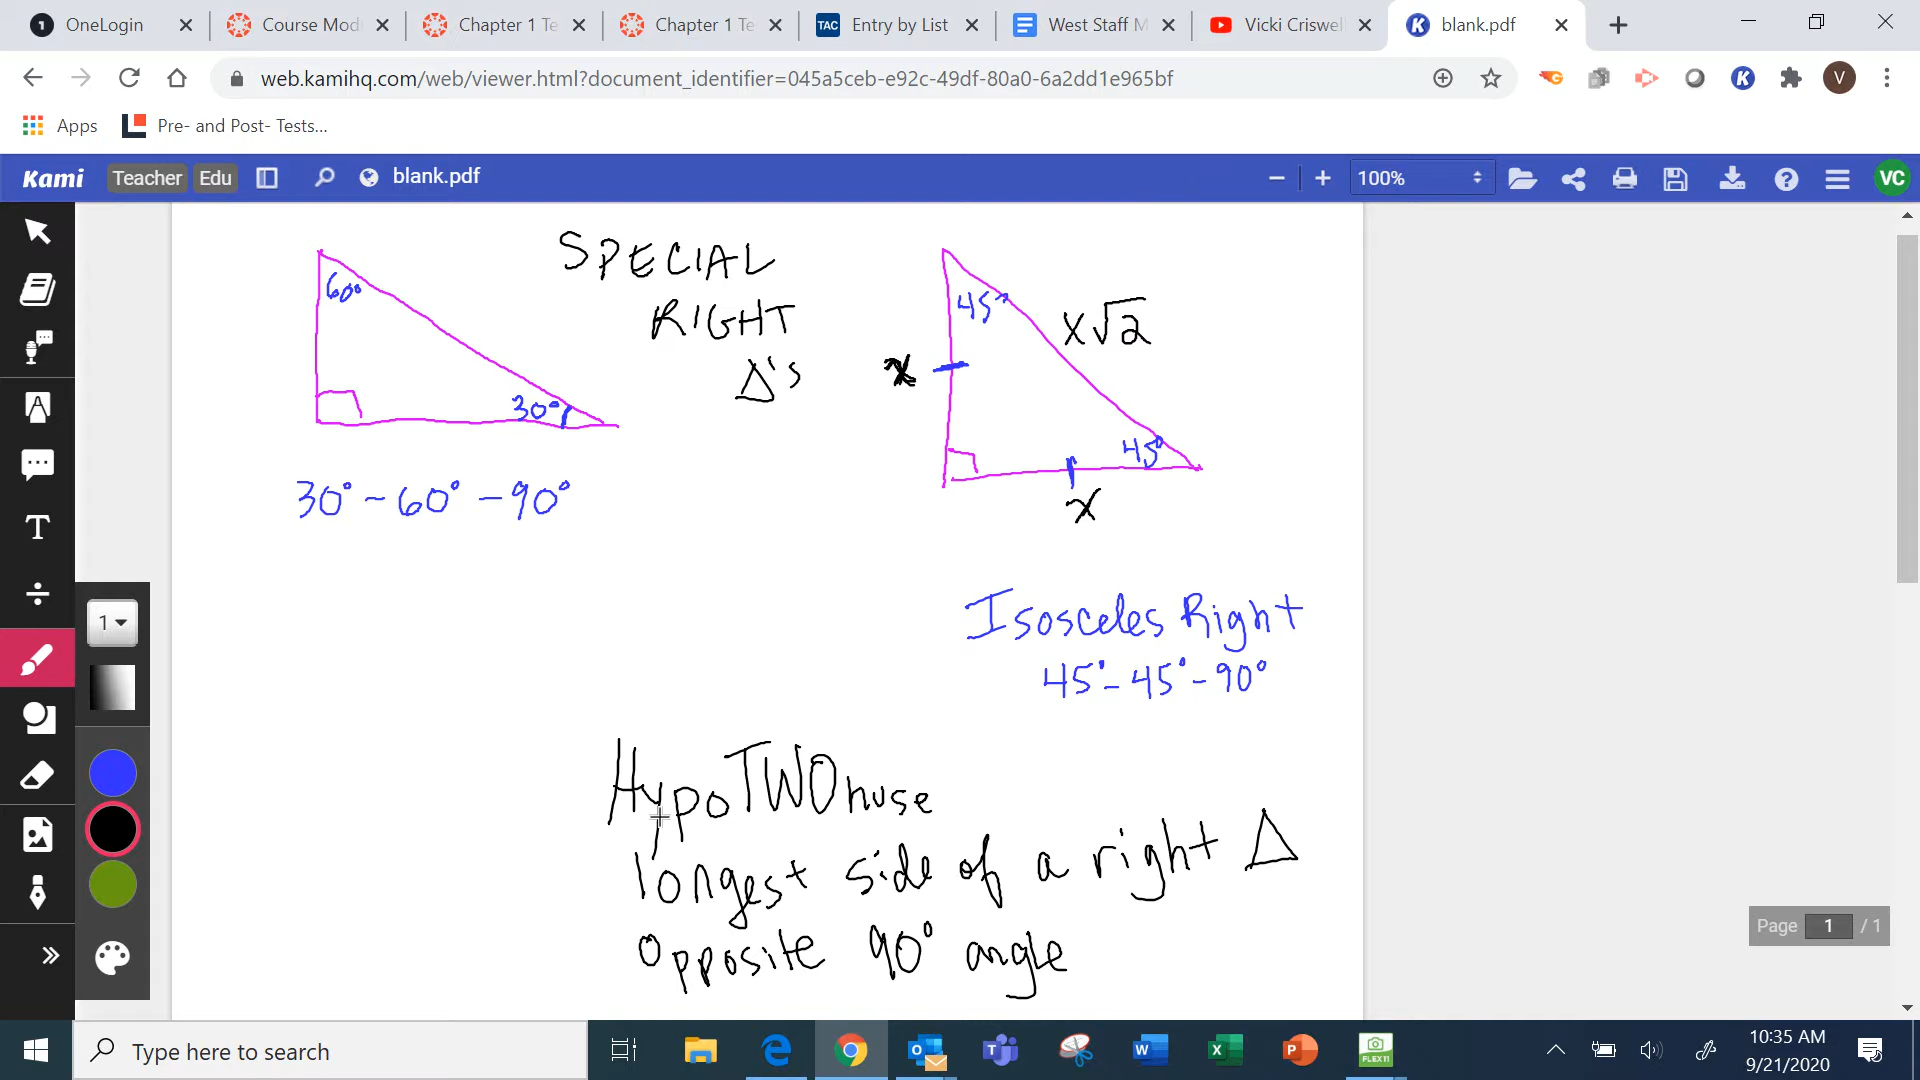 OneLogin
Course Mod
Chapter 1 Te
Chapter 1 Te
TAC Entry by List
West Staff M
Vicki Criswel
blank.pdf
web.kamihq.com/web/viewer.html?document_identifier=045a5ceb-e92c-49df-80a0-6a2dd1e965bf
V
Apps
Pre- and Post- Tests...
Kami Teacher Edu
blank.pdf
100%
VC
SPECIAL
RIGHT
Δ's
60°
30°
30° - 60° - 90°
45°
x√2
x
45°
x
Isosceles Right
45° - 45° - 90°
HypoTWOnuse
longest side of a right Δ
opposite 90° angle
1
Page 1 / 1
Type here to search
FLEX11
10:35 AM
9/21/2020